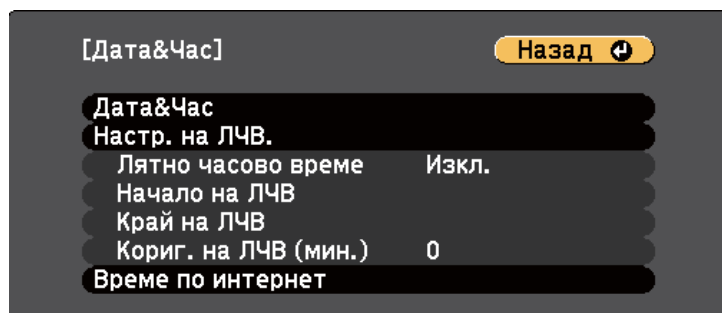 [Дата&Час] Назад
Дата&Час
Настр. на ЛЧВ.
Лятно часово време Изкл.
Начало на ЛЧВ
Край на ЛЧВ
Кориг. на ЛЧВ (мин.) 0
Време по интернет